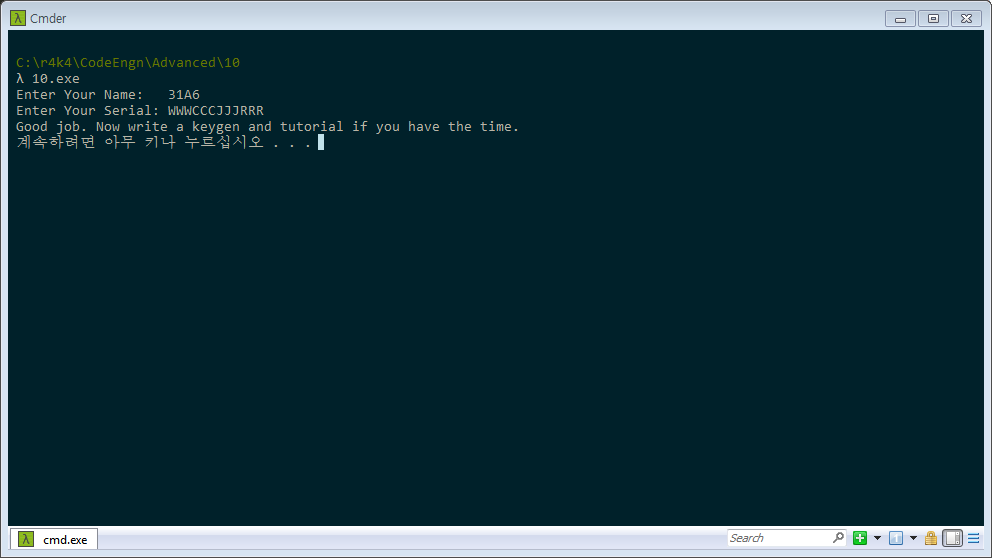 Cmder
C:\r4k4\CodeEngn\Advanced\10
λ 10.exe
Enter Your Name:   31A6
Enter Your Serial: WWWCCCJJJRRR
Good job. Now write a keygen and tutorial if you have the time.
계속하려면 아무 키나 누르십시오 . . .
cmd.exe
Search